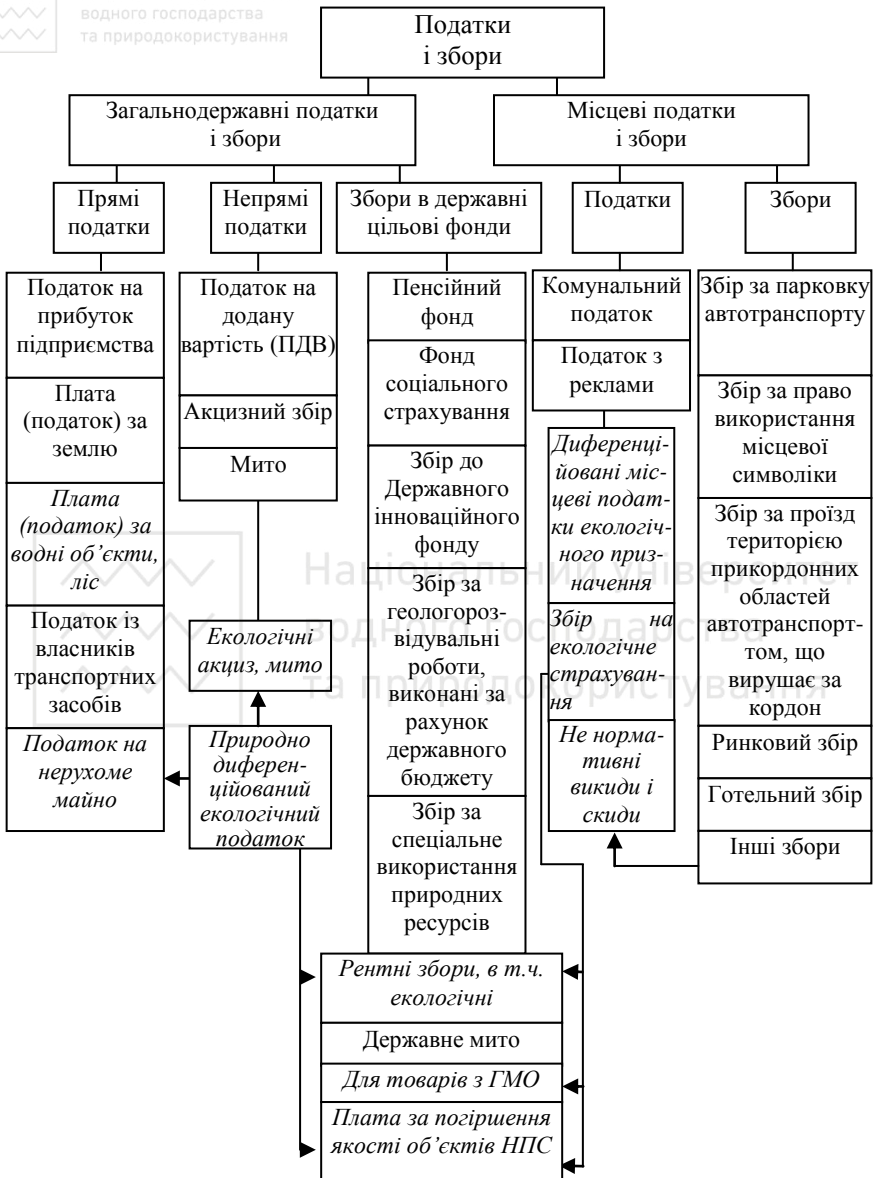 водного господарства
та природокористування
Податки
і збори
Загальнодержавні податки
і збори
Місцеві податки
і збори
Прямі
податки
Непрямі
податки
Збори в державні
цільові фонди
Податки
Збори
Податок на
прибуток
підприємства
Плата
(податок) за
землю
Плата
(податок) за
водні об’єкти,
ліс
Податок із
власників
транспортних
засобів
Податок на
нерухоме
майно
Податок на
додану
вартість (ПДВ)
Акцизний збір
Мито
Екологічні
акциз, мито
Природно
диферен-
ційований
екологічний
податок
Пенсійний
фонд
Фонд
соціального
страхування
Збір до
Державного
інноваційного
фонду
Збір за
геологороз-
відувальні
роботи,
виконані за
рахунок
державного
бюджету
Збір за
спеціальне
використання
природних
ресурсів
Рентні збори, в т.ч.
екологічні
Державне мито
Для товарів з ГМО
Плата за погіршення
якості об’єктів НПС
Комунальний
податок
Податок з
реклами
Диференці-
йовані міс-
цеві подат-
ки екологіч-
ного приз-
начення
Збір на
екологічне
страхуван-
ня
Не норма-
тивні
викиди і
скиди
Збір за парковку
автотранспорту
Збір за право
використання
місцевої
символіки
Збір за проїзд
територією
прикордонних
областей
автотранспорт-
том, що
вирушає за
кордон
Ринковий збір
Готельний збір
Інші збори
Національний університет
водного господарства
та природокористування